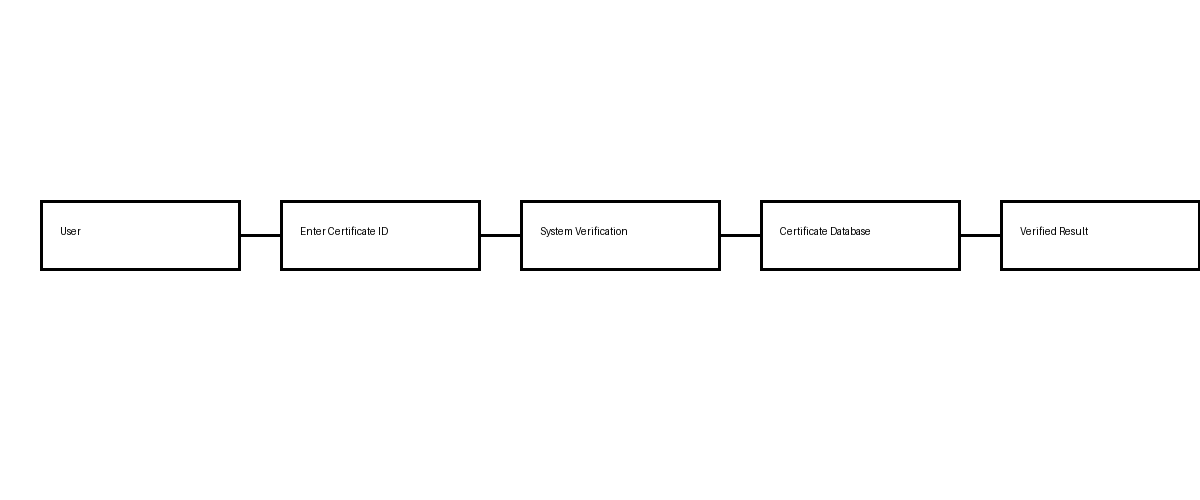 User
Enter Certificate ID
System Verification
Certificate Database
Verified Result